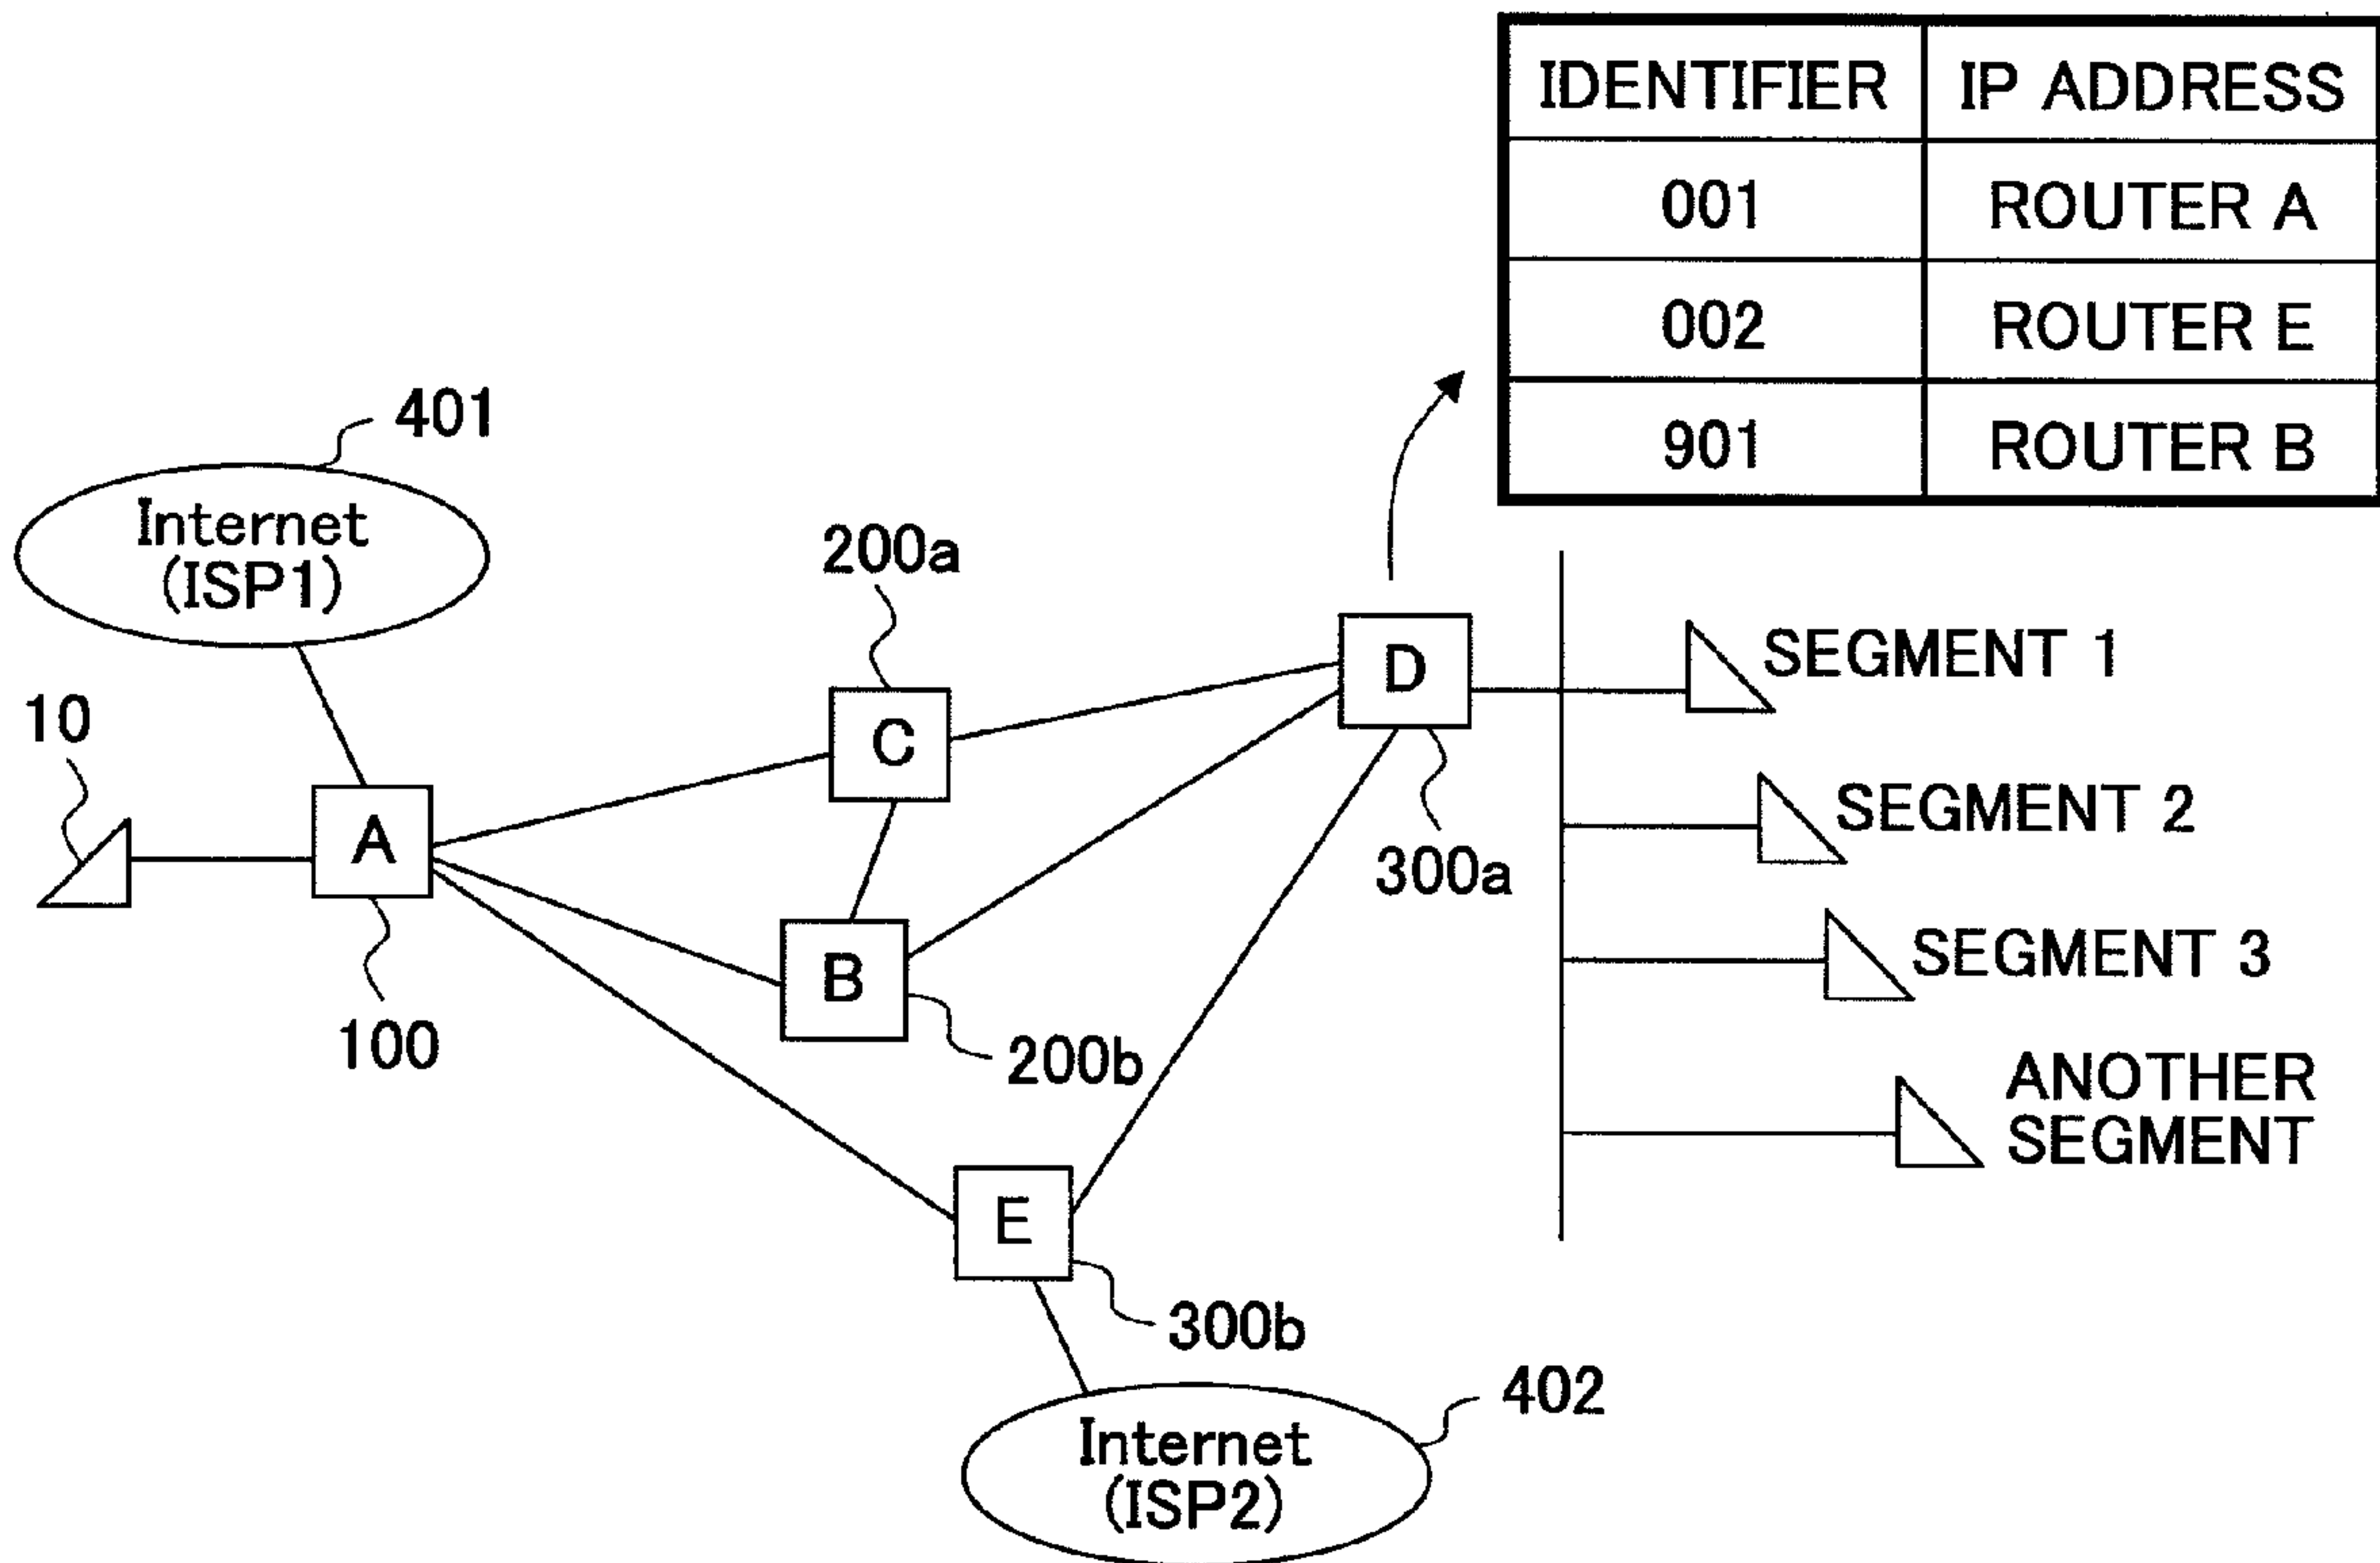 IDENTIFIER IP ADDRESS
001 ROUTER A
002 ROUTER E
901 ROUTER B
401
Internet
(ISP1)
200a
10
C
D
SEGMENT 1
A
SEGMENT 2
300a
B
SEGMENT 3
100
200b
ANOTHER
SEGMENT
E
300b
402
Internet
(ISP2)